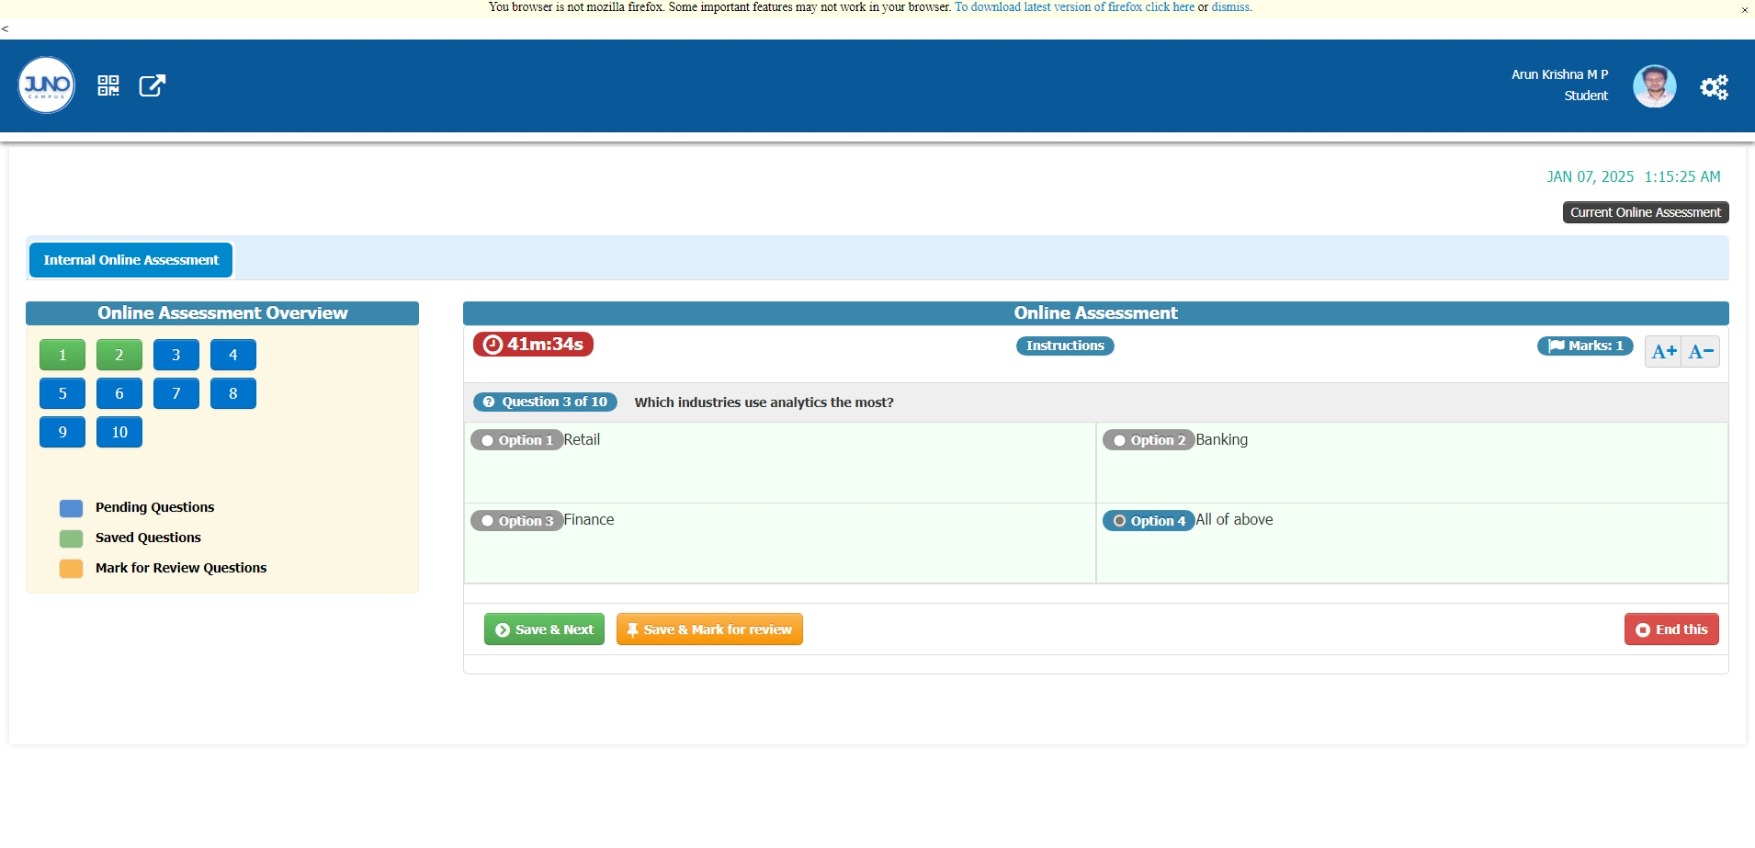 You browser is not mozilla firefox. Some important features may not work in your browser. To download latest version of firefox click here or dismiss.
×
<
JUNO
CAMPUS
Arun Krishna M P
Student
JAN 07, 2025 1:15:25 AM
Current Online Assessment
Internal Online Assessment
Online Assessment Overview
1 2 3 4
5 6 7 8
9 10
Pending Questions
Saved Questions
Mark for Review Questions
Online Assessment
41m:34s
Instructions
Marks: 1
A+ A−
Question 3 of 10 Which industries use analytics the most?
Option 1 Retail
Option 2 Banking
Option 3 Finance
Option 4 All of above
Save & Next
Save & Mark for review
End this